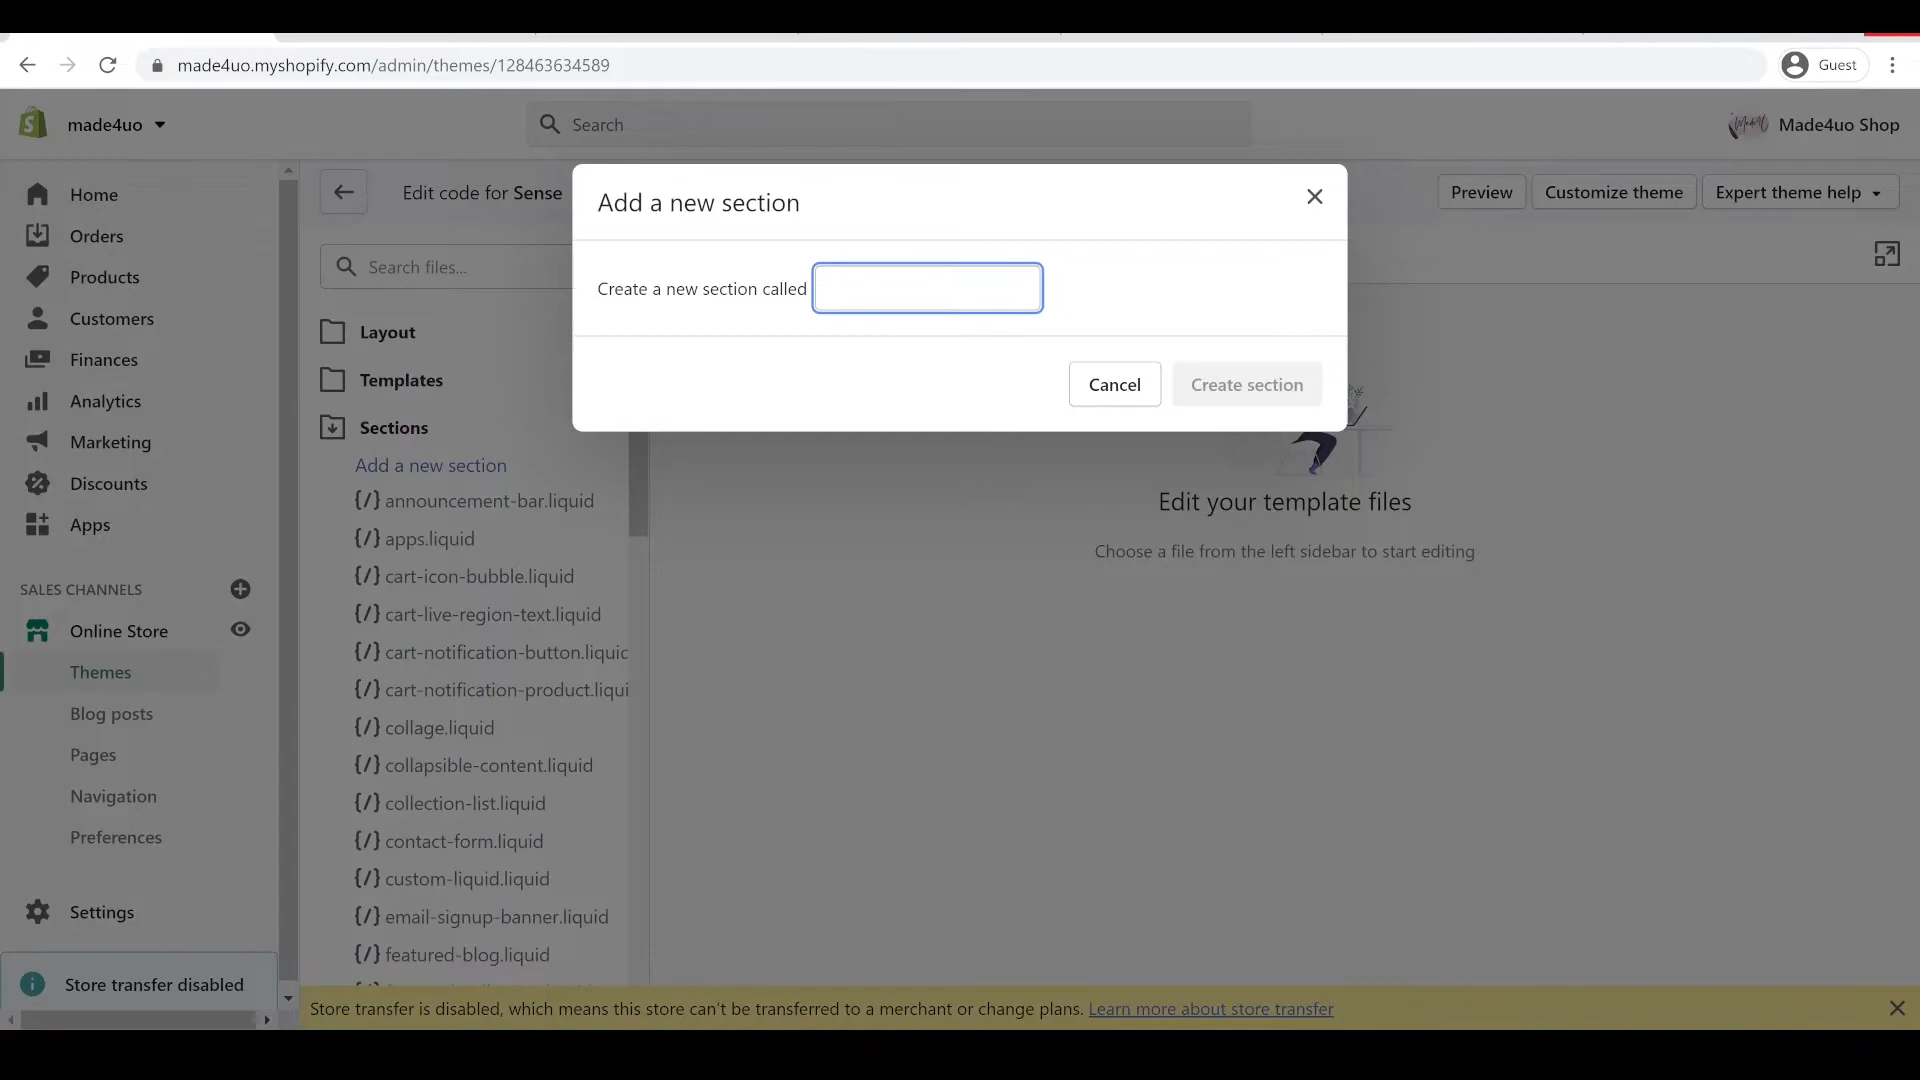 made4uo.myshopify.com/admin/themes/128463634589
Guest
made4uo
Search
Made4uo Shop
Home
Orders
Products
Customers
Finances
Analytics
Marketing
Discounts
Apps
SALES CHANNELS
Online Store
Themes
Blog posts
Pages
Navigation
Preferences
Settings
Store transfer disabled
Edit code for Sense
Preview
Customize theme
Expert theme help
Search files...
Layout
Templates
Sections
Add a new section
{/} announcement-bar.liquid
{/} apps.liquid
{/} cart-icon-bubble.liquid
{/} cart-live-region-text.liquid
{/} cart-notification-button.liquid
{/} cart-notification-product.liqui
{/} collage.liquid
{/} collapsible-content.liquid
{/} collection-list.liquid
{/} contact-form.liquid
{/} custom-liquid.liquid
{/} email-signup-banner.liquid
{/} featured-blog.liquid
Add a new section
Create a new section called
Cancel
Create section
Edit your template files
Choose a file from the left sidebar to start editing
Store transfer is disabled, which means this store can't be transferred to a merchant or change plans. Learn more about store transfer